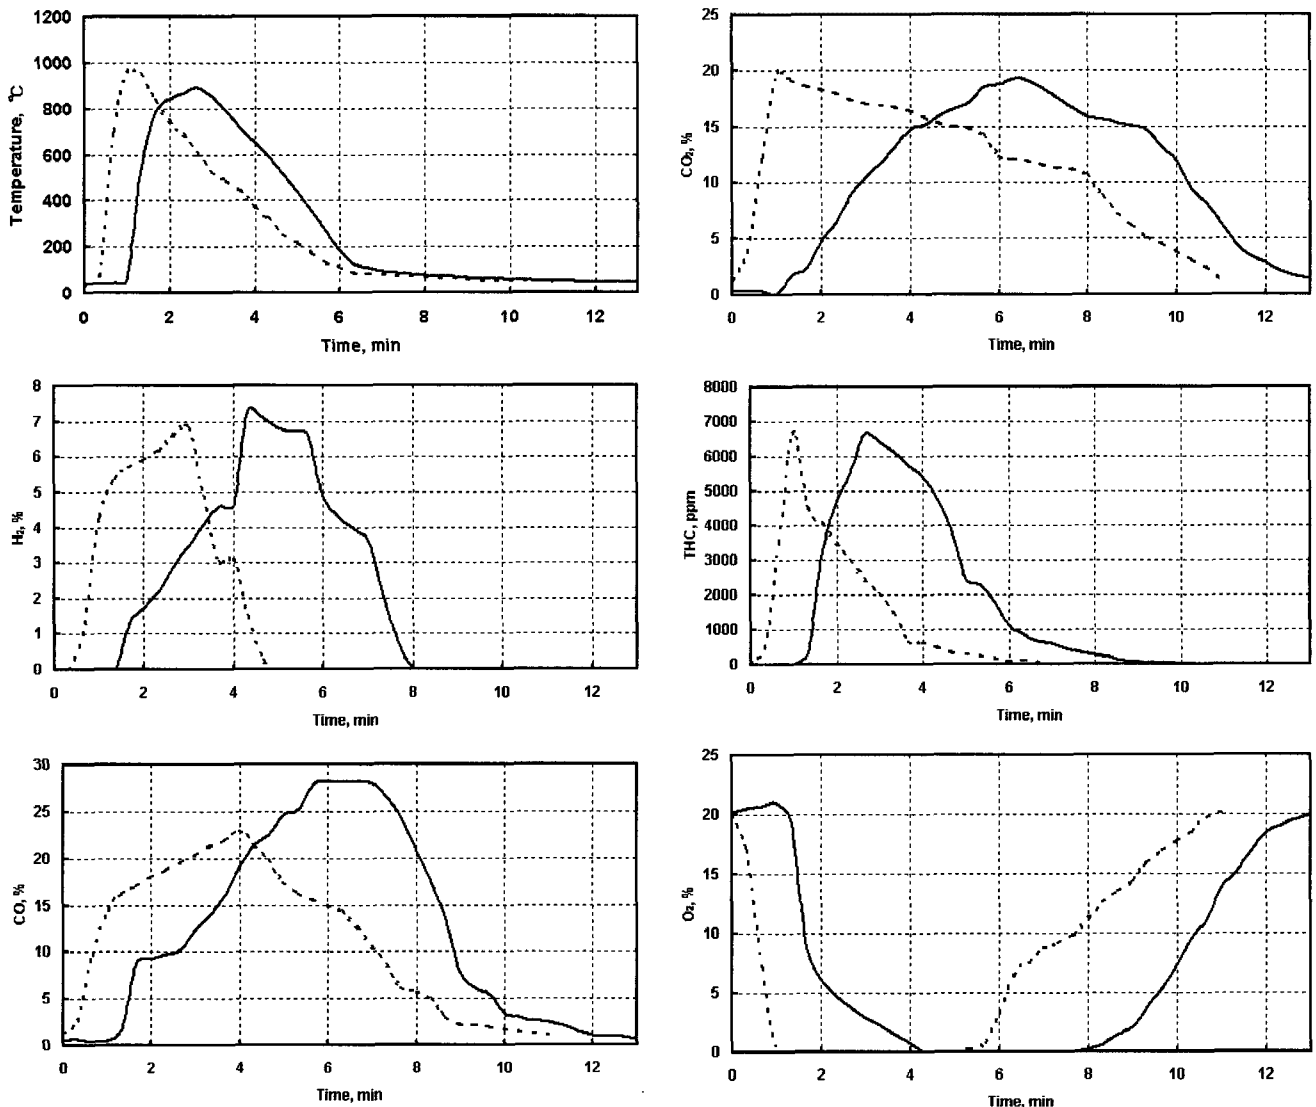 1200
1000
800
600
400
200
0
Temperature, °C
0 2 4 6 8 10 12
Time, min
25
20
15
10
5
0
CO₂, %
0 2 4 6 8 10 12
Time, min
8
7
6
5
4
3
2
1
0
H₂, %
0 2 4 6 8 10 12
Time, min
8000
7000
6000
5000
4000
3000
2000
1000
0
THC, ppm
0 2 4 6 8 10 12
Time, min
30
25
20
15
10
5
0
CO, %
0 2 4 6 8 10 12
Time, min
25
20
15
10
5
0
O₂, %
0 2 4 6 8 10 12
Time, min